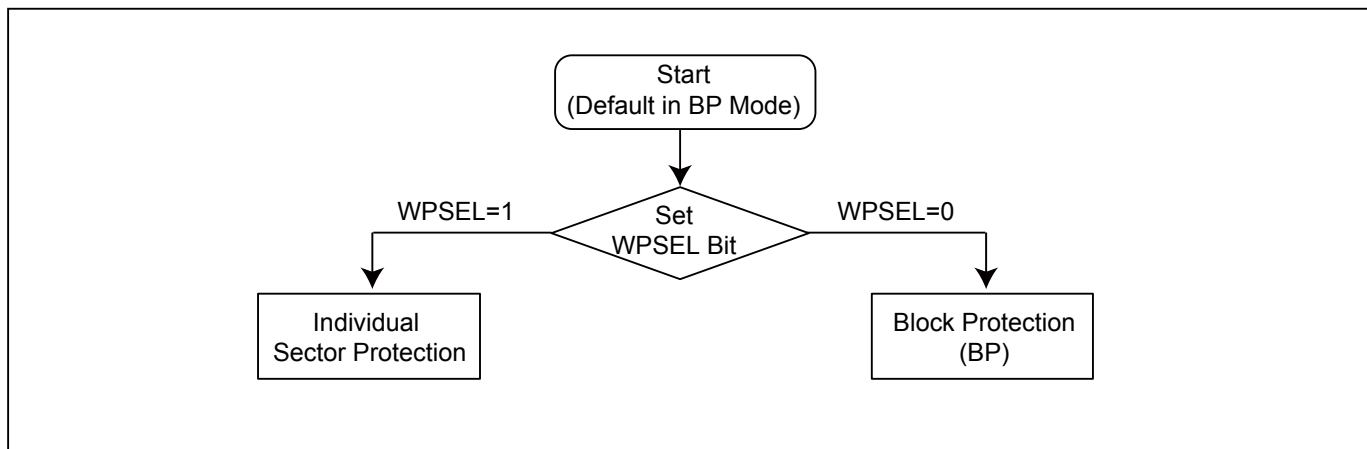 Start
(Default in BP Mode)
WPSEL=1
Set
WPSEL Bit
WPSEL=0
Individual
Sector Protection
Block Protection
(BP)